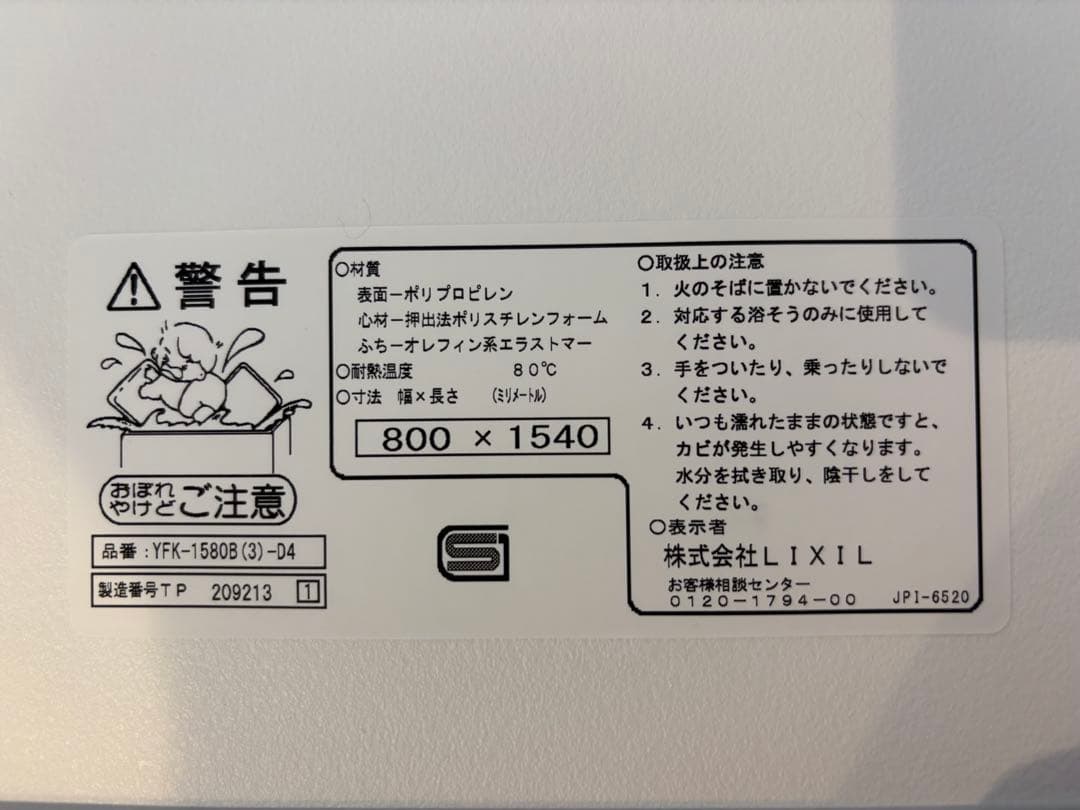 警告
おぼれ
やけど
ご注意
品番:YFK-1580B(3)-D4
製造番号TP 209213 1
○材質
表面-ポリプロピレン
心材-押出法ポリスチレンフォーム
ふち-オレフィン系エラストマー
○耐熱温度 80℃
○寸法 幅×長さ (ミリメートル)
800 × 1540
S
○取扱上の注意
1. 火のそばに置かないでください。
2. 対応する浴そうのみに使用して
ください。
3. 手をついたり、乗ったりしないで
ください。
4. いつも濡れたままの状態ですと、
カビが発生しやすくなります。
水分を拭き取り、陰干しをして
ください。
○表示者
株式会社LIXIL
お客様相談センター
0120-1794-00 JPI-6520